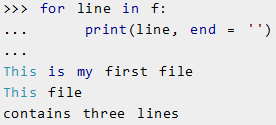 >>> for line in f:
...     print(line, end = '')
...
This is my first file
This file
contains three lines